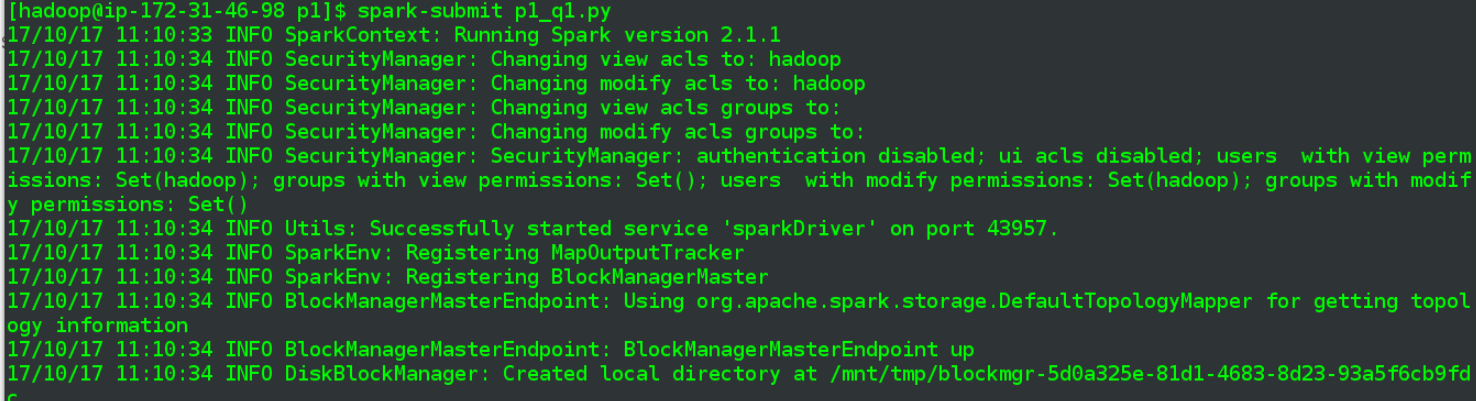 [hadoop@ip-172-31-46-98 p1]$ spark-submit p1_q1.py
17/10/17 11:10:33 INFO SparkContext: Running Spark version 2.1.1
17/10/17 11:10:34 INFO SecurityManager: Changing view acls to: hadoop
17/10/17 11:10:34 INFO SecurityManager: Changing modify acls to: hadoop
17/10/17 11:10:34 INFO SecurityManager: Changing view acls groups to:
17/10/17 11:10:34 INFO SecurityManager: Changing modify acls groups to:
17/10/17 11:10:34 INFO SecurityManager: SecurityManager: authentication disabled; ui acls disabled; users  with view perm
issions: Set(hadoop); groups with view permissions: Set(); users  with modify permissions: Set(hadoop); groups with modif
y permissions: Set()
17/10/17 11:10:34 INFO Utils: Successfully started service 'sparkDriver' on port 43957.
17/10/17 11:10:34 INFO SparkEnv: Registering MapOutputTracker
17/10/17 11:10:34 INFO SparkEnv: Registering BlockManagerMaster
17/10/17 11:10:34 INFO BlockManagerMasterEndpoint: Using org.apache.spark.storage.DefaultTopologyMapper for getting topol
ogy information
17/10/17 11:10:34 INFO BlockManagerMasterEndpoint: BlockManagerMasterEndpoint up
17/10/17 11:10:34 INFO DiskBlockManager: Created local directory at /mnt/tmp/blockmgr-5d0a325e-81d1-4683-8d23-93a5f6cb9fd